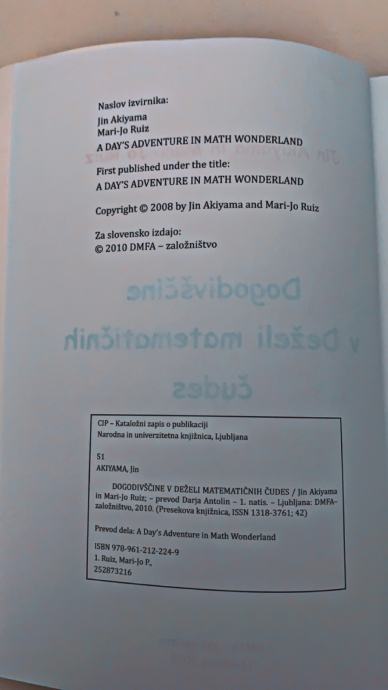 Naslov izvirnika:
Jin Akiyama
Mari-Jo Ruiz
A DAY'S ADVENTURE IN MATH WONDERLAND
First published under the title:
A DAY'S ADVENTURE IN MATH WONDERLAND
Copyright © 2008 by Jin Akiyama and Mari-Jo Ruiz
Za slovensko izdajo:
© 2010 DMFA – založništvo
Dogodivščine
v Deželi matematičnih
čudes
CIP – Kataložni zapis o publikaciji
Narodna in univerzitetna knjižnica, Ljubljana
51
AKIYAMA, Jin
DOGODIVŠČINE V DEŽELI MATEMATIČNIH ČUDES / Jin Akiyama
in Mari-Jo Ruiz; – prevod Darja Antolin – 1. natis. – Ljubljana: DMFA-
založništvo, 2010. (Presekova knjižnica, ISSN 1318-3761; 42)
Prevod dela: A Day's Adventure in Math Wonderland
ISBN 978-961-212-224-9
1. Ruiz, Mari-Jo P.,
252873216